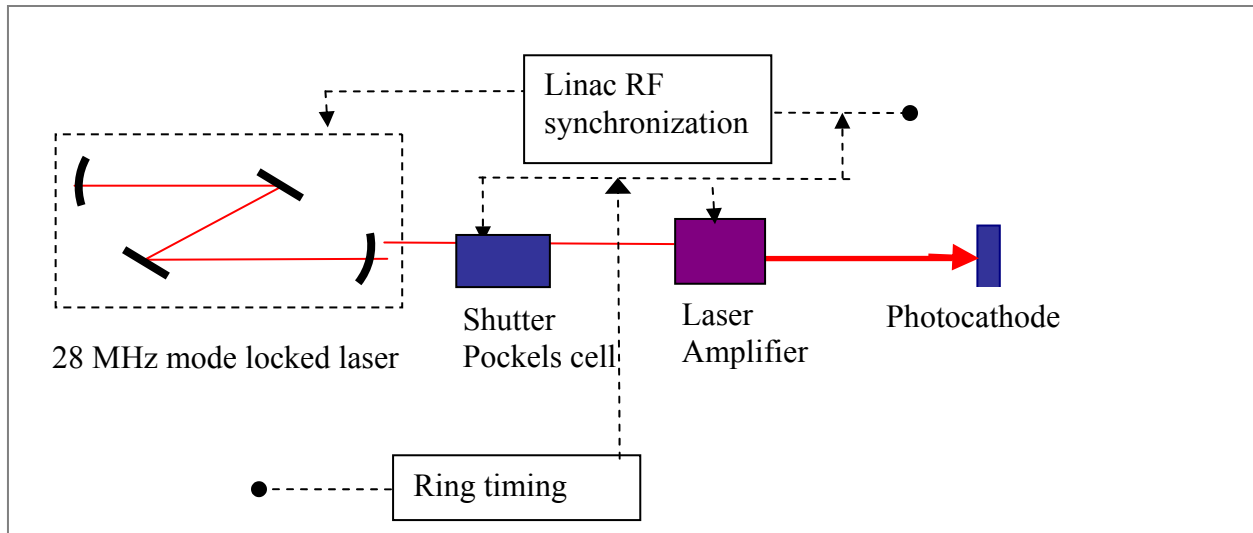 Linac RF
synchronization
Shutter
Pockels cell
Laser
Amplifier
Photocathode
28 MHz mode locked laser
Ring timing